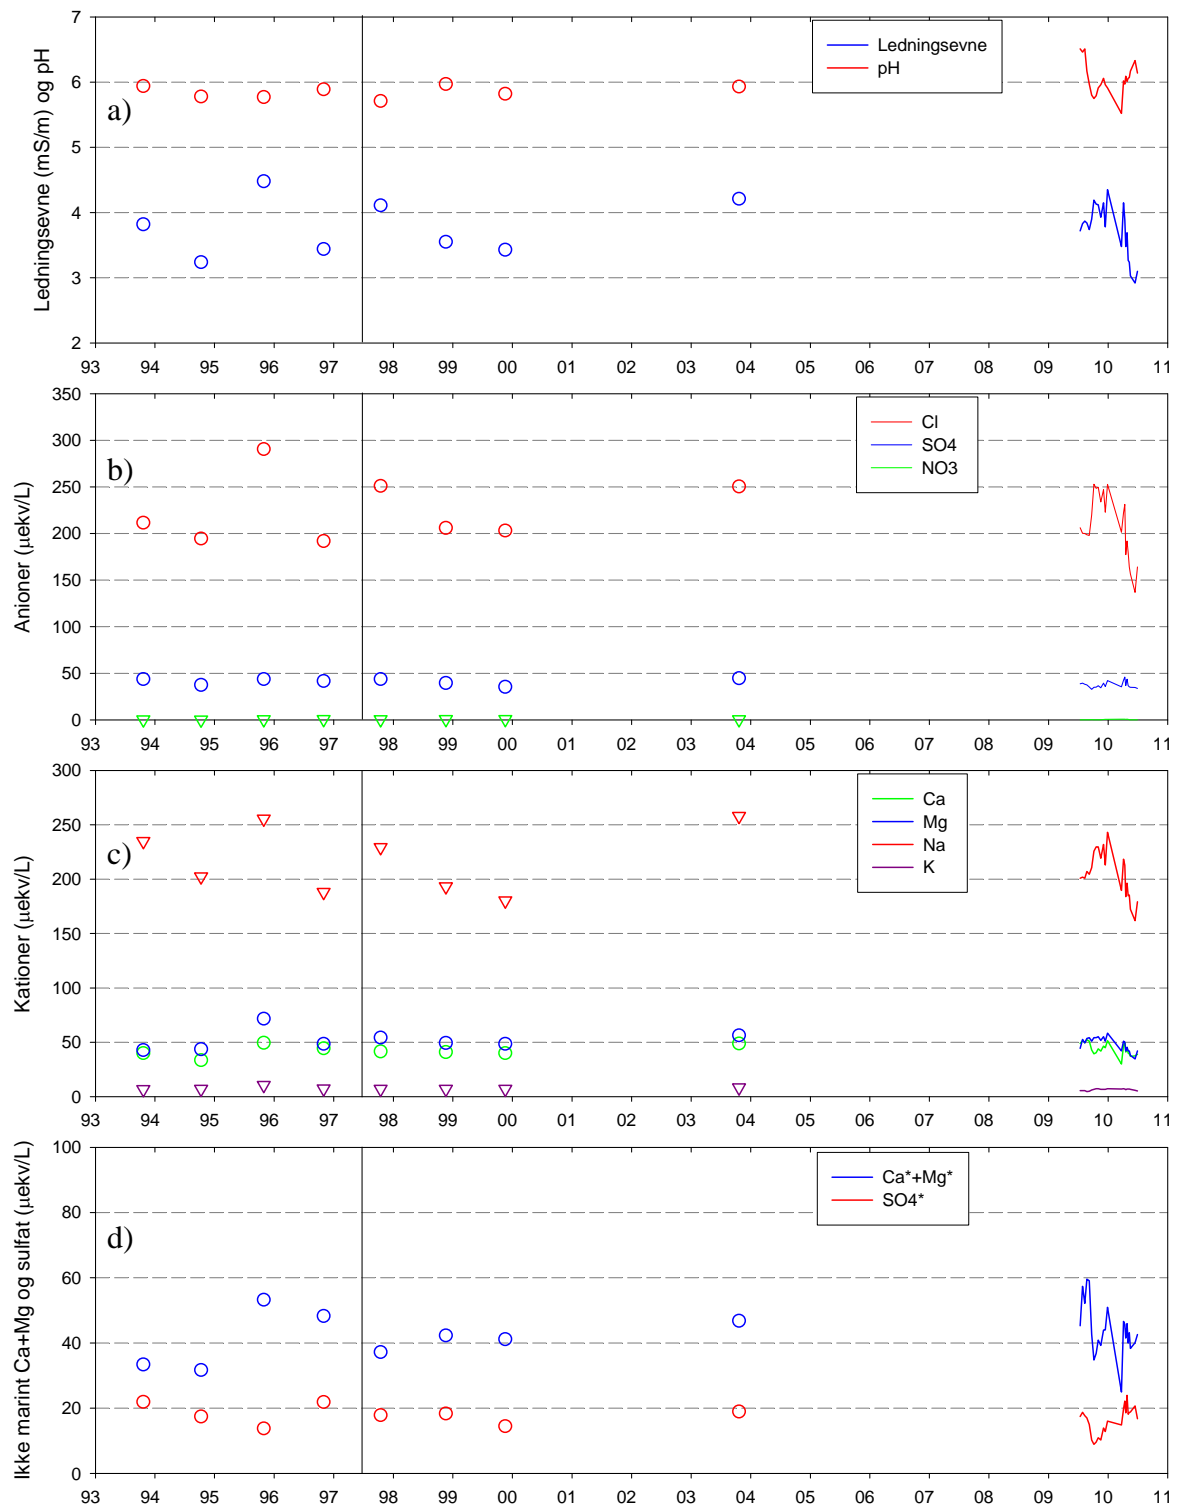 7
6
5
4
3
2
Ledningsevne (mS/m) og pH
a)
Ledningsevne
pH
93 94 95 96 97 98 99 00 01 02 03 04 05 06 07 08 09 10 11
350
300
250
200
150
100
50
0
Anioner (µekv/L)
b)
Cl
SO4
NO3
93 94 95 96 97 98 99 00 01 02 03 04 05 06 07 08 09 10 11
300
250
200
150
100
50
0
Kationer (µekv/L)
c)
Ca
Mg
Na
K
93 94 95 96 97 98 99 00 01 02 03 04 05 06 07 08 09 10 11
100
80
60
40
20
0
Ikke marint Ca+Mg og sulfat (µekv/L)
d)
Ca*+Mg*
SO4*
93 94 95 96 97 98 99 00 01 02 03 04 05 06 07 08 09 10 11